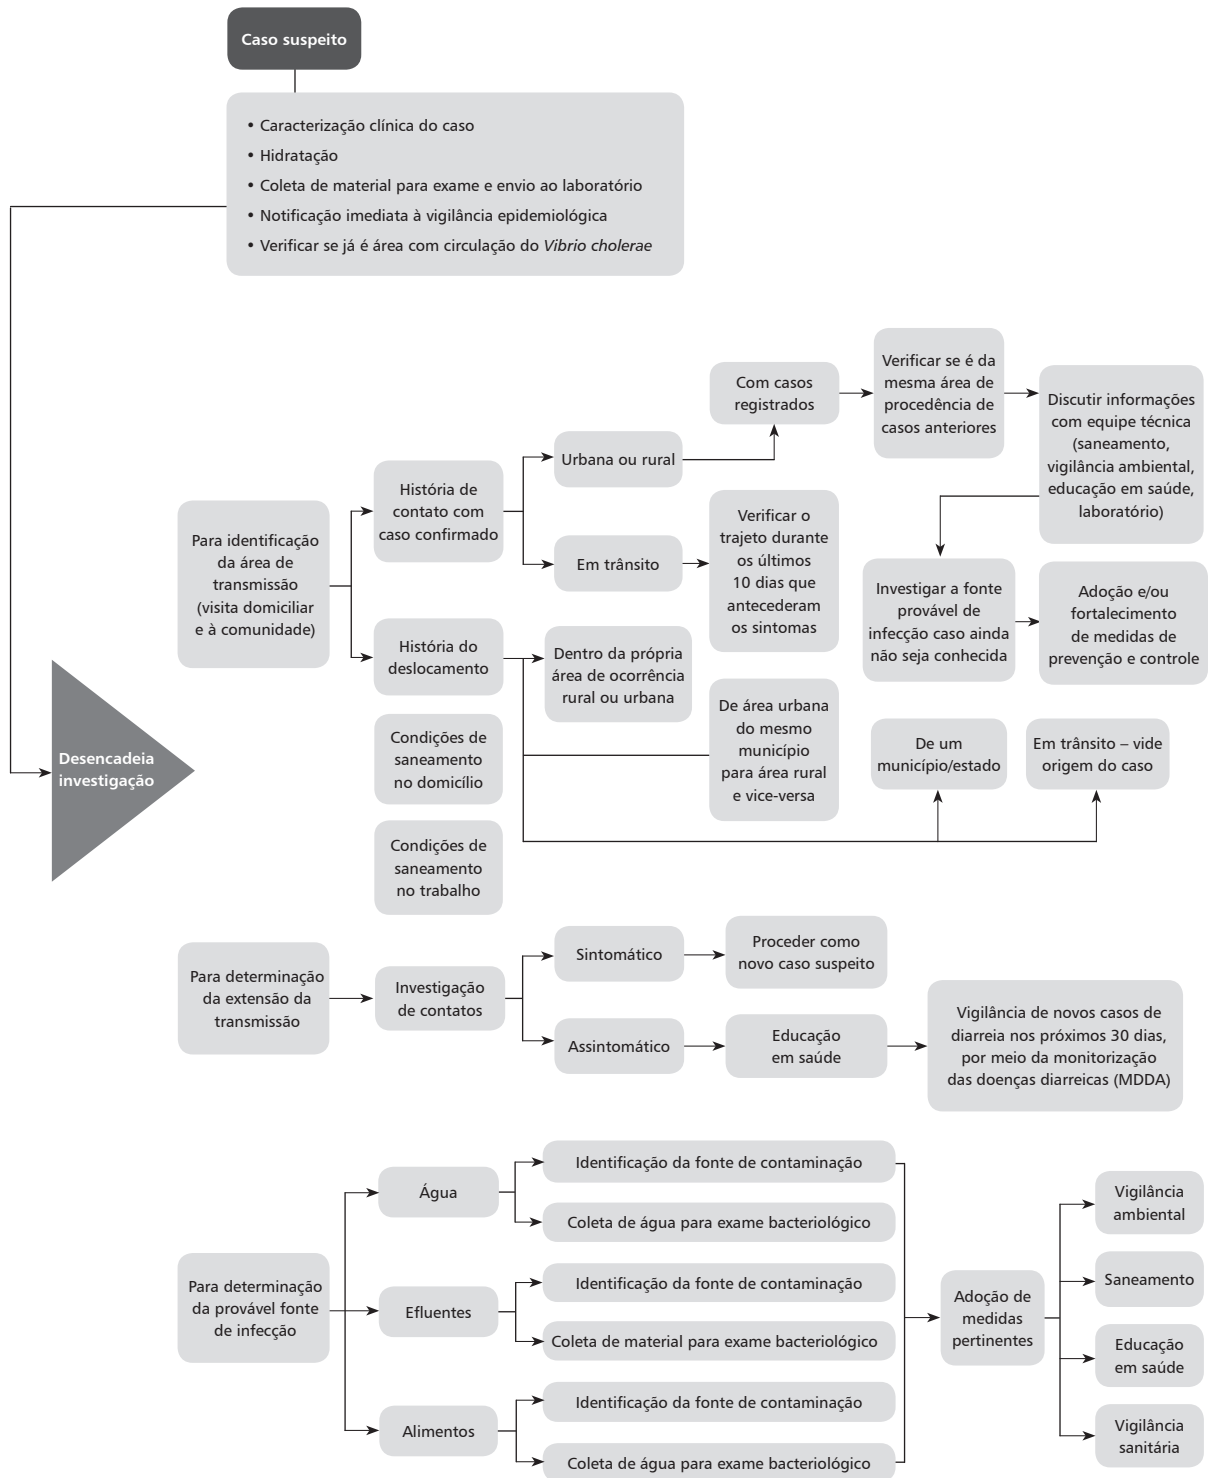 Caso suspeito
• Caracterização clínica do caso
• Hidratação
• Coleta de material para exame e envio ao laboratório
• Notificação imediata à vigilância epidemiológica
• Verificar se já é área com circulação do Vibrio cholerae
Desencadeia
investigação
Para identificação
da área de
transmissão
(visita domiciliar
e à comunidade)
História de
contato com
caso confirmado
Urbana ou rural
Com casos
registrados
Verificar se é da
mesma área de
procedência de
casos anteriores
Discutir informações
com equipe técnica
(saneamento,
vigilância ambiental,
educação em saúde,
laboratório)
Investigar a fonte
provável de
infecção caso ainda
não seja conhecida
Adoção e/ou
fortalecimento
de medidas de
prevenção e controle
Em trânsito
Verificar o
trajeto durante
os últimos
10 dias que
antecederam
os sintomas
História do
deslocamento
Dentro da própria
área de ocorrência
rural ou urbana
De área urbana
do mesmo
município
para área rural
e vice-versa
De um
município/estado
Em trânsito – vide
origem do caso
Condições de
saneamento
no domicílio
Condições de
saneamento
no trabalho
Para determinação
da extensão da
transmissão
Investigação
de contatos
Sintomático
Proceder como
novo caso suspeito
Assintomático
Educação
em saúde
Vigilância de novos casos de
diarreia nos próximos 30 dias,
por meio da monitorização
das doenças diarreicas (MDDA)
Para determinação
da provável fonte
de infecção
Água
Identificação da fonte de contaminação
Coleta de água para exame bacteriológico
Efluentes
Identificação da fonte de contaminação
Coleta de material para exame bacteriológico
Alimentos
Identificação da fonte de contaminação
Coleta de água para exame bacteriológico
Adoção de
medidas
pertinentes
Vigilância
ambiental
Saneamento
Educação
em saúde
Vigilância
sanitária